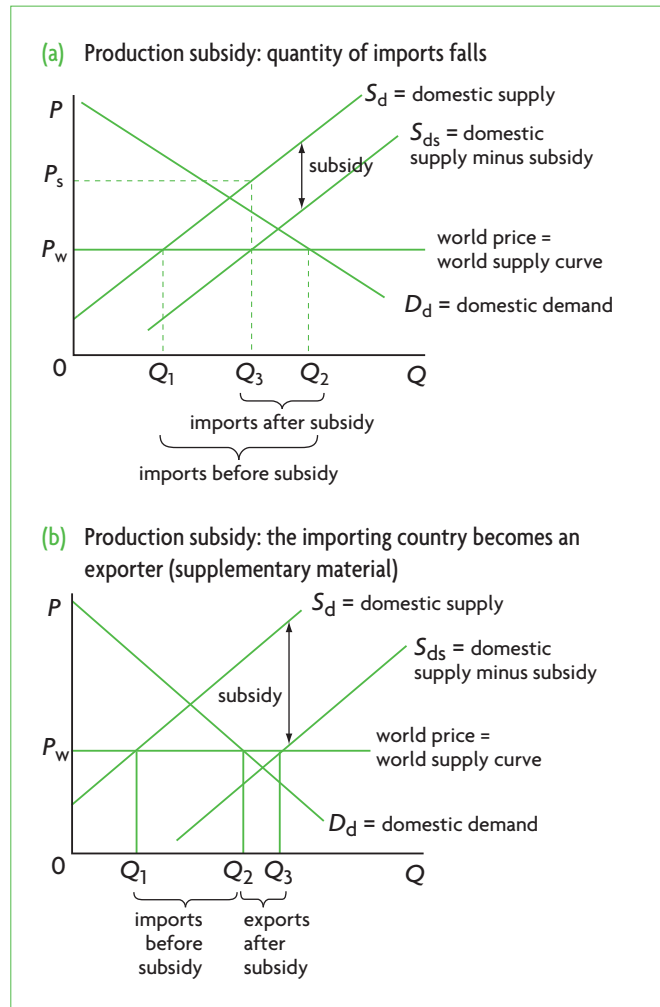 (a) Production subsidy: quantity of imports falls
P
Sd = domestic supply
Sds = domestic
supply minus subsidy
subsidy
Ps
Pw
world price =
world supply curve
Dd = domestic demand
0
Q1
Q3
Q2
Q
imports after subsidy
imports before subsidy
(b) Production subsidy: the importing country becomes an
exporter (supplementary material)
P
Sd = domestic supply
Sds = domestic
supply minus subsidy
subsidy
Pw
world price =
world supply curve
Dd = domestic demand
0
Q1
Q2
Q3
Q
imports
before
subsidy
exports
after
subsidy